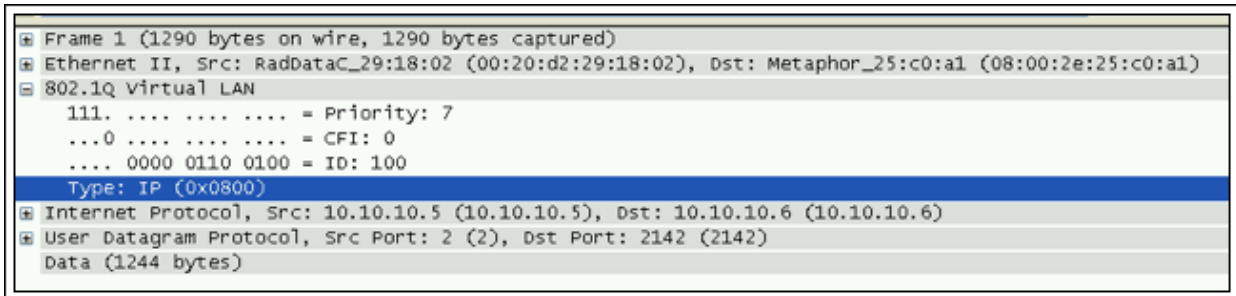 Frame 1 (1290 bytes on wire, 1290 bytes captured)
Ethernet II, Src: RadDataC_29:18:02 (00:20:d2:29:18:02), Dst: Metaphor_25:c0:a1 (08:00:2e:25:c0:a1)
802.1Q Virtual LAN
111. .... .... .... = Priority: 7
...0 .... .... .... = CFI: 0
.... 0000 0110 0100 = ID: 100
Type: IP (0x0800)
Internet Protocol, Src: 10.10.10.5 (10.10.10.5), Dst: 10.10.10.6 (10.10.10.6)
User Datagram Protocol, Src Port: 2 (2), Dst Port: 2142 (2142)
Data (1244 bytes)